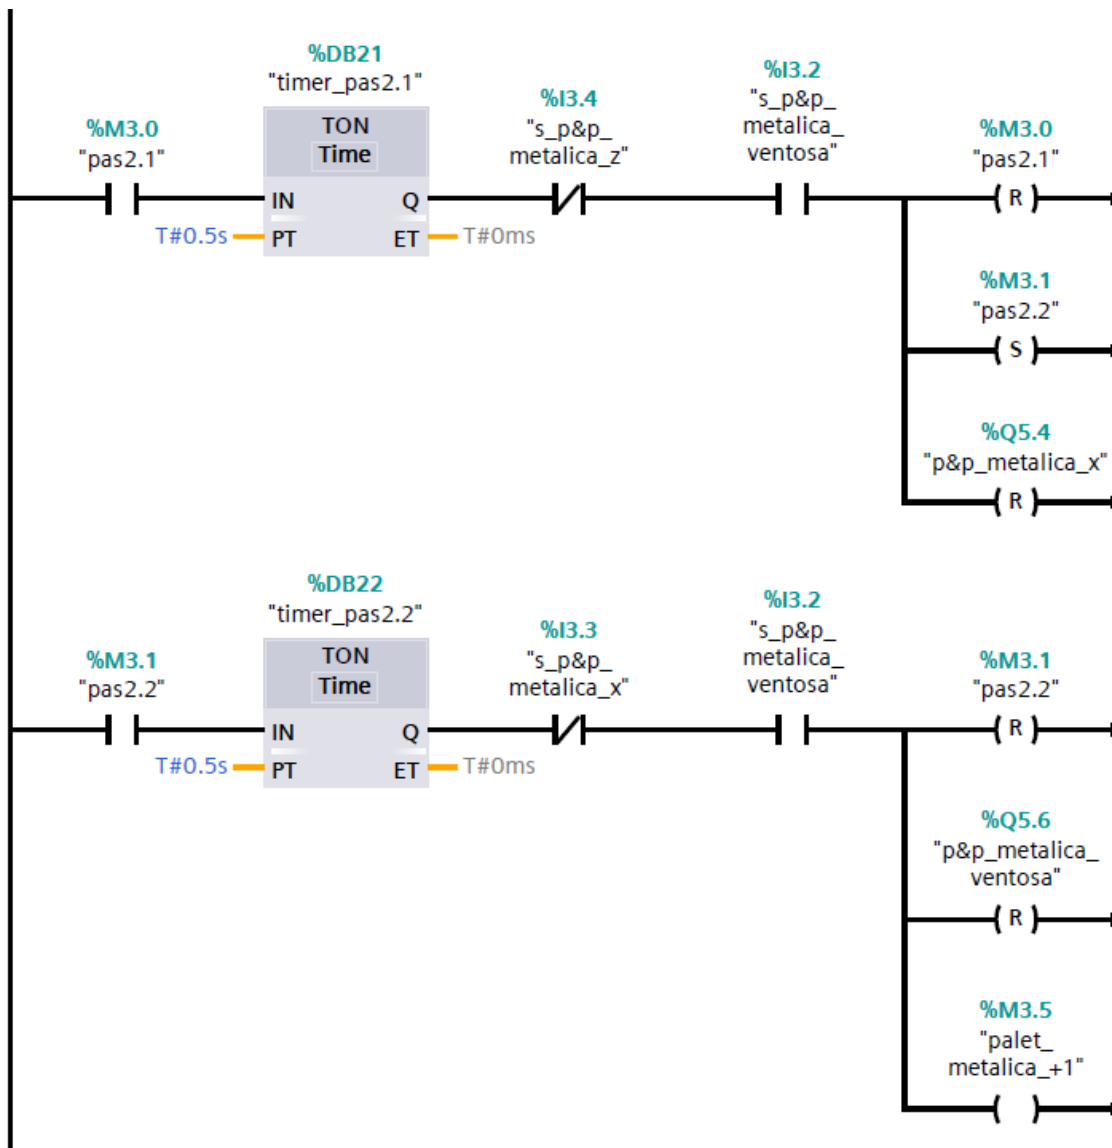 %DB21
"timer_pas2.1"
%M3.0
"pas2.1"
TON
Time
IN
Q
T#0.5s
PT
ET
T#0ms
%I3.4
"s_p&p_
metalica_z"
%I3.2
"s_p&p_
metalica_
ventosa"
%M3.0
"pas2.1"
R
%M3.1
"pas2.2"
S
%Q5.4
"p&p_metalica_x"
R
%DB22
"timer_pas2.2"
%M3.1
"pas2.2"
TON
Time
IN
Q
T#0.5s
PT
ET
T#0ms
%I3.3
"s_p&p_
metalica_x"
%I3.2
"s_p&p_
metalica_
ventosa"
%M3.1
"pas2.2"
R
%Q5.6
"p&p_metalica_
ventosa"
R
%M3.5
"palet_
metalica_+1"